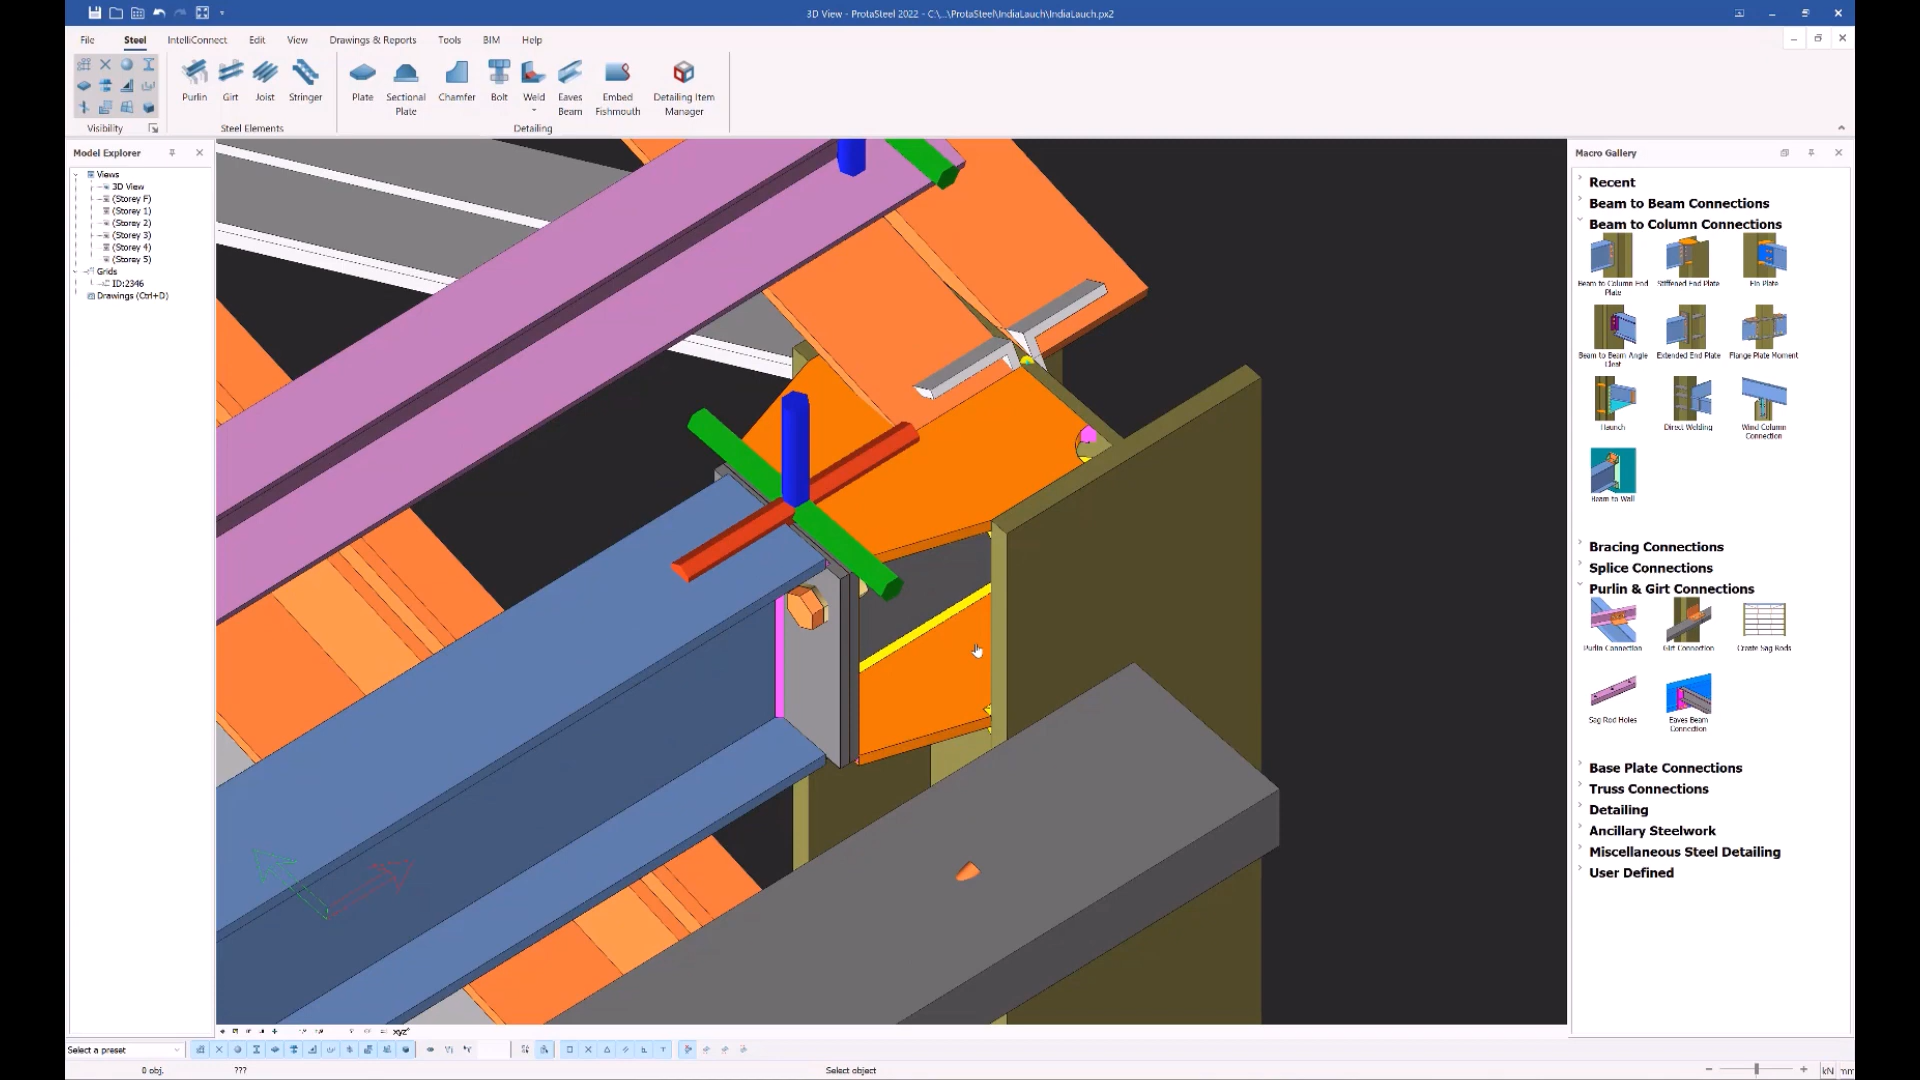 3D View - ProtaSteel 2022 - C:\...\ProtaSteel\IndiaLauch\IndiaLauch.px2
File Steel IntelliConnect Edit View Drawings & Reports Tools BIM Help
Purlin Girt Joist Stringer Plate Sectional Plate Chamfer Bolt Weld Eaves Beam Embed Fishmouth Detailing Item Manager
Visibility Steel Elements Detailing
Model Explorer
Views
3D View
(Storey F)
(Storey 1)
(Storey 2)
(Storey 3)
(Storey 4)
(Storey 5)
Grids
ID:2346
Drawings (Ctrl+D)
Macro Gallery
Recent
Beam to Beam Connections
Beam to Column Connections
Beam to Column End Plate
Stiffened End Plate
Fin Plate
Beam to Beam Angle Cleat
Extended End Plate
Flange Plate Moment
Haunch
Direct Welding
Wind Column Connection
Beam to Wall
Bracing Connections
Splice Connections
Purlin & Girt Connections
Purlin Connection
Girt Connection
Create Sag Rods
Sag Rod Holes
Eaves Beam Connection
Base Plate Connections
Truss Connections
Detailing
Ancillary Steelwork
Miscellaneous Steel Detailing
User Defined
xyz
Select a preset
0 obj. ??? Select object kN mm